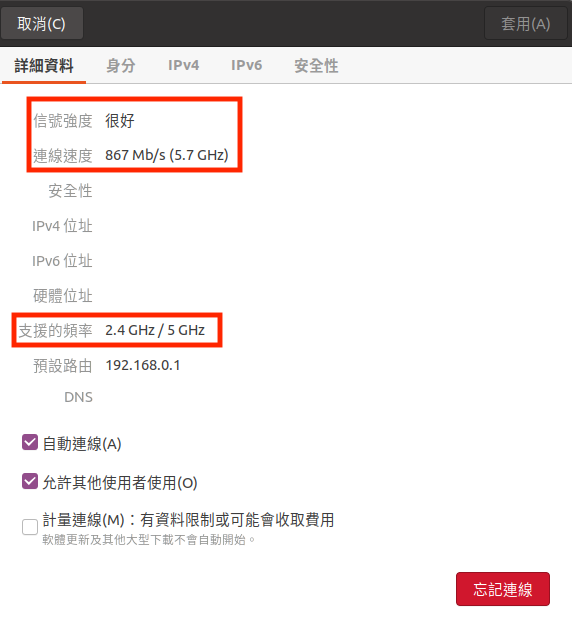 取消(C)
套用(A)
詳細資料 身分 IPv4 IPv6 安全性
信號強度 很好
連線速度 867 Mb/s (5.7 GHz)
安全性
IPv4 位址
IPv6 位址
硬體位址
支援的頻率 2.4 GHz / 5 GHz
預設路由 192.168.0.1
DNS
自動連線(A)
允許其他使用者使用(O)
計量連線(M)：有資料限制或可能會收取費用
軟體更新及其他大型下載不會自動開始。
忘記連線